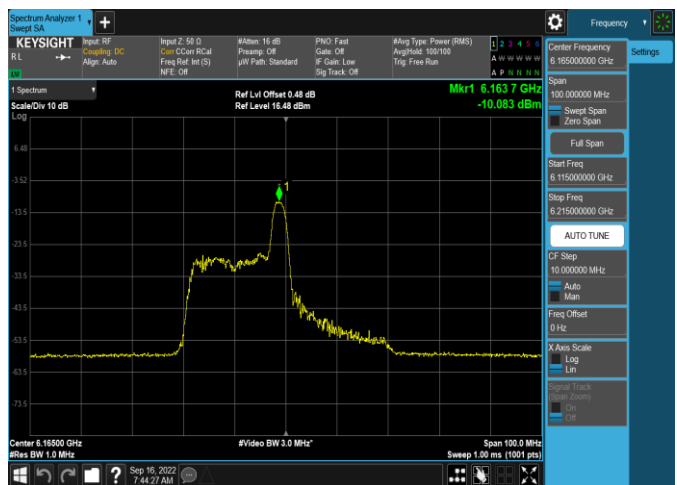 Spectrum Analyzer 1
Swept SA
+
Frequency
KEYSIGHT
RL
LW
Input: RF
Coupling: DC
Align: Auto
Input Z: 50 Ω
Corr CCorr RCal
Freq Ref: Int (S)
NFE: Off
#Atten: 16 dB
Preamp: Off
µW Path: Standard
PNO: Fast
Gate: Off
IF Gain: Low
Sig Track: Off
#Avg Type: Power (RMS)
Avg|Hold: 100/100
Trig: Free Run
1 2 3 4 5 6
A W W W W W
A P N N N N
Center Frequency
6.165000000 GHz
Settings
Span
100.000000 MHz
Swept Span
Zero Span
Full Span
Start Freq
6.115000000 GHz
Stop Freq
6.215000000 GHz
AUTO TUNE
CF Step
10.000000 MHz
Auto
Man
Freq Offset
0 Hz
X Axis Scale
Log
Lin
Signal Track
(Span Zoom)
On
Off
1 Spectrum
Scale/Div 10 dB
Log
Ref Lvl Offset 0.48 dB
Ref Level 16.48 dBm
Mkr1 6.163 7 GHz
-10.083 dBm
6.48
-3.52
-13.5
-23.5
-33.5
-43.5
-53.5
-63.5
-73.5
1
Center 6.16500 GHz
#Res BW 1.0 MHz
#Video BW 3.0 MHz*
Span 100.0 MHz
Sweep 1.00 ms (1001 pts)
?
Sep 16, 2022
7:44:27 AM